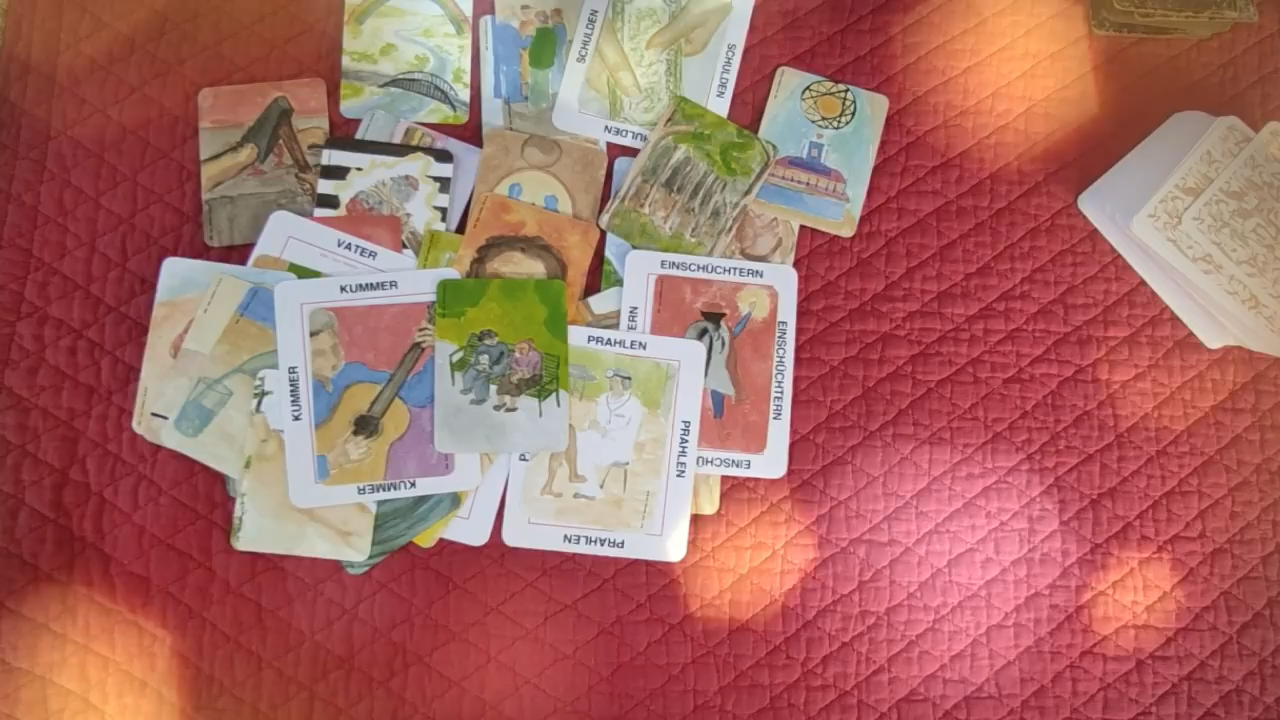 SCHULDEN
SCHULDEN
VATER
KUMMER
KUMMER
KUMMER
EINSCHÜCHTERN
EINSCHÜCHTERN
PRAHLEN
PRAHLEN
PRAHLEN